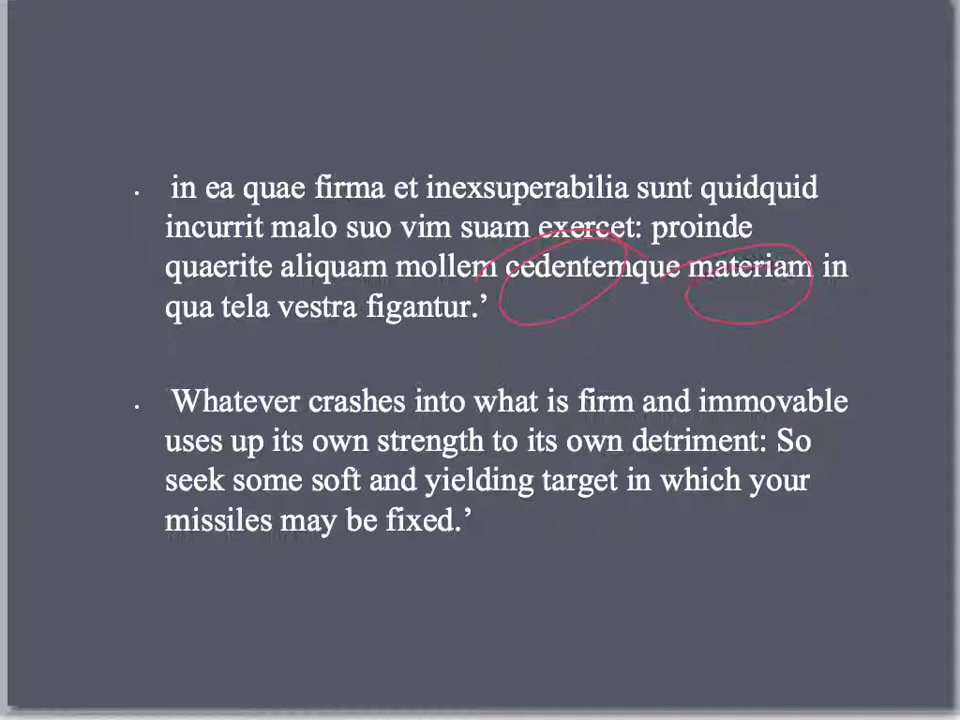 · in ea quae firma et inexsuperabilia sunt quidquid
incurrit malo suo vim suam exercet: proinde
quaerite aliquam mollem cedentemque materiam in
qua tela vestra figantur.’
· Whatever crashes into what is firm and immovable
uses up its own strength to its own detriment: So
seek some soft and yielding target in which your
missiles may be fixed.’